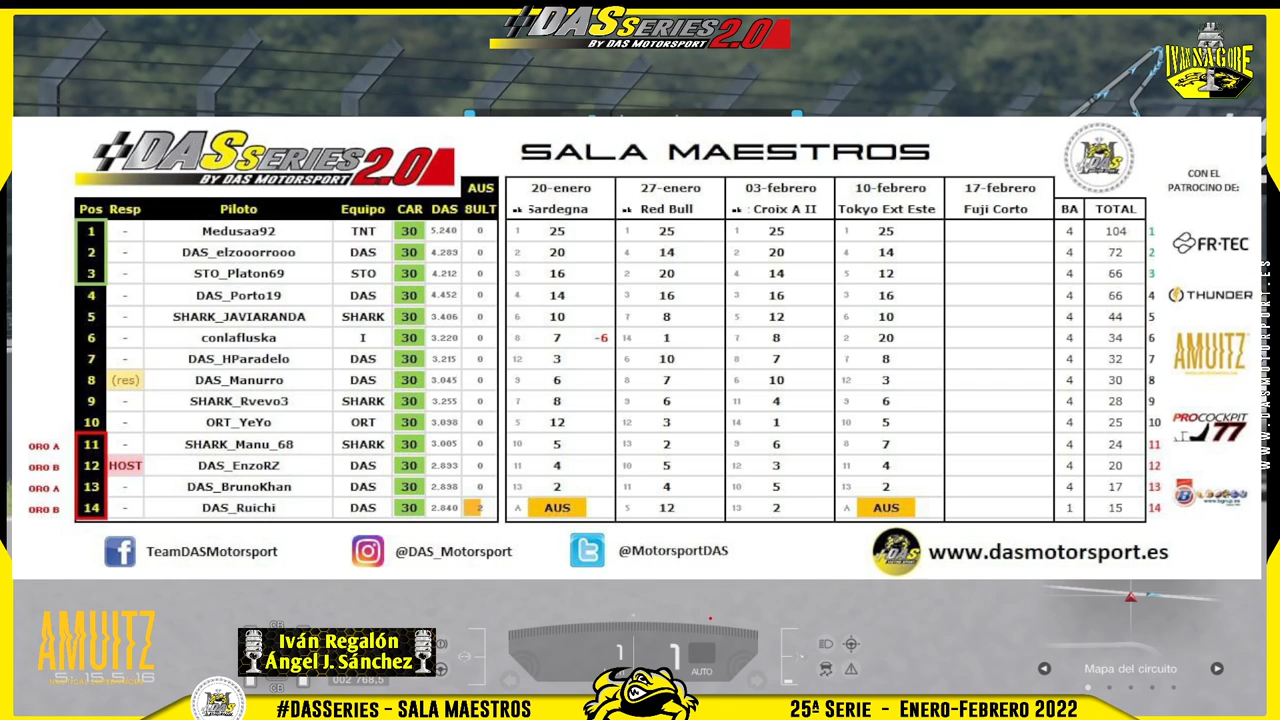 DASSERIES 2.0
BY DAS MOTORSPORT
IVÁN NAGORE
DASSERIES 2.0
BY DAS MOTORSPORT
SALA MAESTROS
CON EL
PATROCINO DE:
AUS 20-enero 27-enero 03-febrero 10-febrero 17-febrero
Pos Resp Piloto Equipo CAR DAS 8ULT Sardegna Red Bull : Croix A II Tokyo Ext Este Fuji Corto BA TOTAL
1 - Medusaa92 TNT 30 5.240 0 1 25 1 25 1 25 1 25 4 104 1
2 - DAS_elzooorrooo DAS 30 4.289 0 2 20 4 14 2 20 4 14 4 72 2
3 - STO_Platon69 STO 30 4.212 0 3 16 2 20 4 14 5 12 4 66 3
4 - DAS_Porto19 DAS 30 4.452 0 4 14 3 16 3 16 3 16 4 66 4
5 - SHARK_JAVIARANDA SHARK 30 3.406 0 6 10 7 8 5 12 6 10 4 44 5
6 - conlafluska I 30 3.220 0 8 7 -6 14 1 8 8 2 20 4 34 6
7 - DAS_HParadelo DAS 30 3.215 0 12 3 6 10 8 7 7 8 4 32 7
8 (res) DAS_Manurro DAS 30 3.045 0 9 6 8 7 6 10 12 3 4 30 8
9 - SHARK_Rvevo3 SHARK 30 3.255 0 7 8 9 6 11 4 9 6 4 28 9
10 - ORT_YeYo ORT 30 3.098 0 5 12 12 3 14 1 10 5 4 25 10
ORO A 11 - SHARK_Manu_68 SHARK 30 3.005 0 10 5 13 2 9 6 8 7 4 24 11
ORO B 12 HOST DAS_EnzoRZ DAS 30 2.893 0 11 4 10 5 12 3 11 4 4 20 12
ORO A 13 - DAS_BrunoKhan DAS 30 2.898 0 13 2 11 4 10 5 13 2 4 17 13
ORO B 14 - DAS_Ruichi DAS 30 2.840 2 A AUS 5 12 13 2 A AUS 1 15 14
FR-TEC
THUNDER
AMUITZ
PROCOCKPIT
J77
WWW.DASMOTORSPORT.ES
TeamDASMotorsport @DAS_Motorsport @MotorsportDAS www.dasmotorsport.es
AMUITZ
Iván Regalón
Ángel J. Sánchez
CB
CB
002 768,5
1 1 AUTO
Mapa del circuito
#DASSERIES - SALA MAESTROS
25ª SERIE - ENERO-FEBRERO 2022